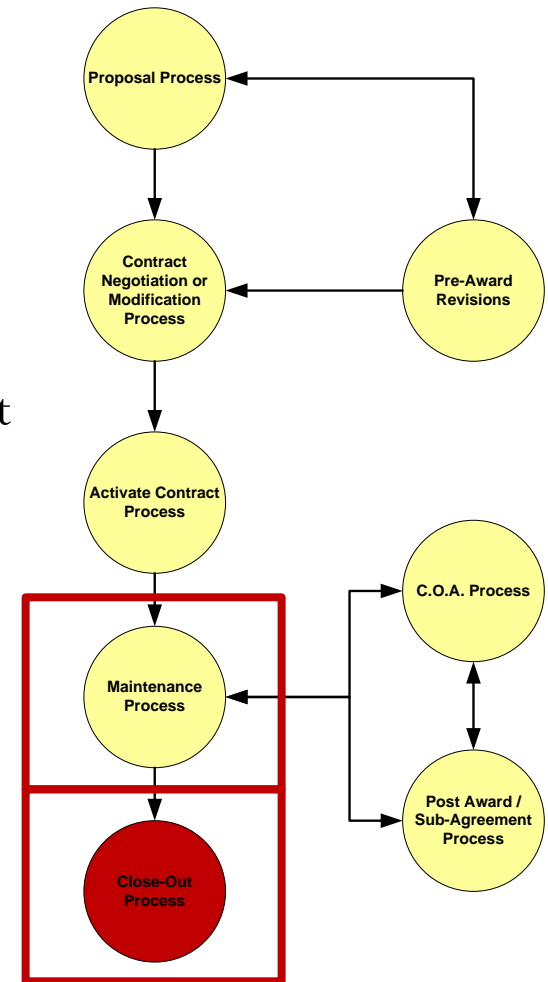 Proposal Process
Contract
Negotiation or
Modification
Process
Pre-Award
Revisions
t
Activate Contract
Process
C.O.A. Process
Maintenance
Process
Post Award /
Sub-Agreement
Process
Close-Out
Process